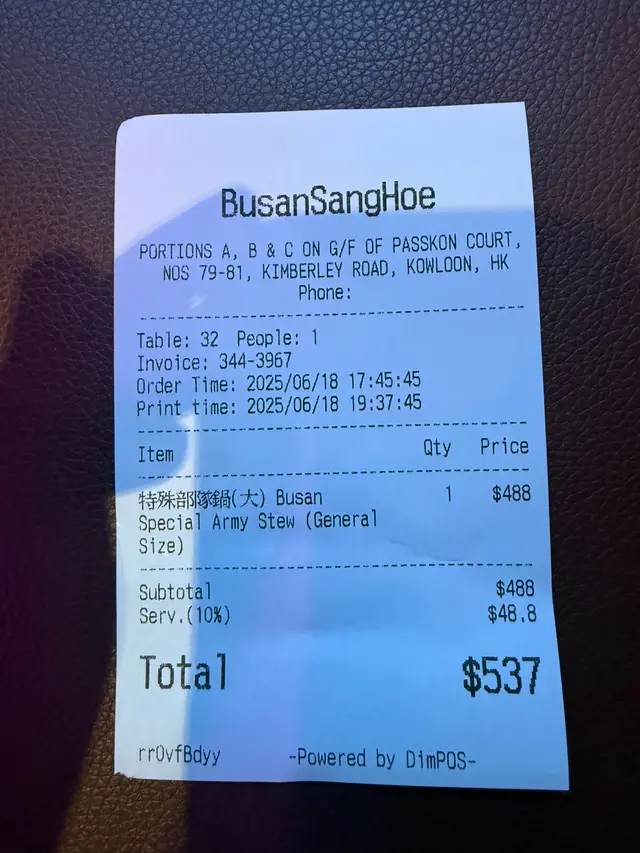 BusanSangHoe
PORTIONS A, B & C ON G/F OF PASSKON COURT,
NOS 79-81, KIMBERLEY ROAD, KOWLOON, HK
Phone:
Table: 32 People: 1
Invoice: 344-3967
Order Time: 2025/06/18 17:45:45
Print time: 2025/06/18 19:37:45
Item Qty Price
特殊部隊鍋(大) Busan 1 $488
Special Army Stew (General
Size)
Subtotal $488
Serv.(10%) $48.8
Total $537
rrOvfBdyy -Powered by DimPOS-